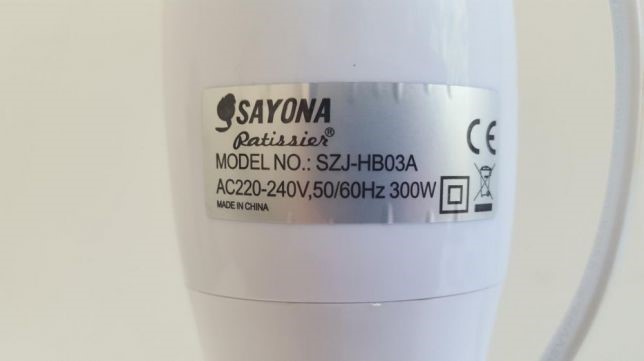 SAYONA
Patissier®
MODEL NO.: SZJ-HB03A
AC220-240V,50/60Hz 300W
MADE IN CHINA
CE